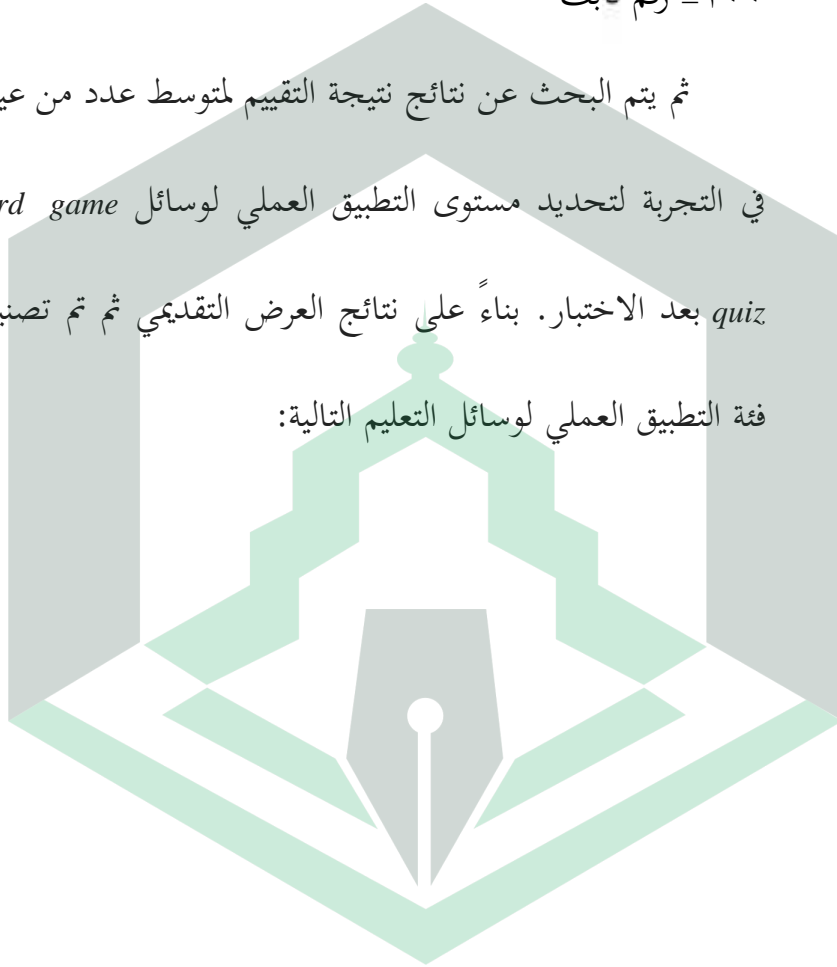 ثم يتم البحث عن نتائج نتيجة التقييم لمتوسط عدد من
في التجربة لتحديد مستوى التطبيق العملي لوسائل game
quiz بعد الاختبار. بناءً على نتائج العرض التقديمي ثم تم
فئة التطبيق العملي لوسائل التعليم التالية: